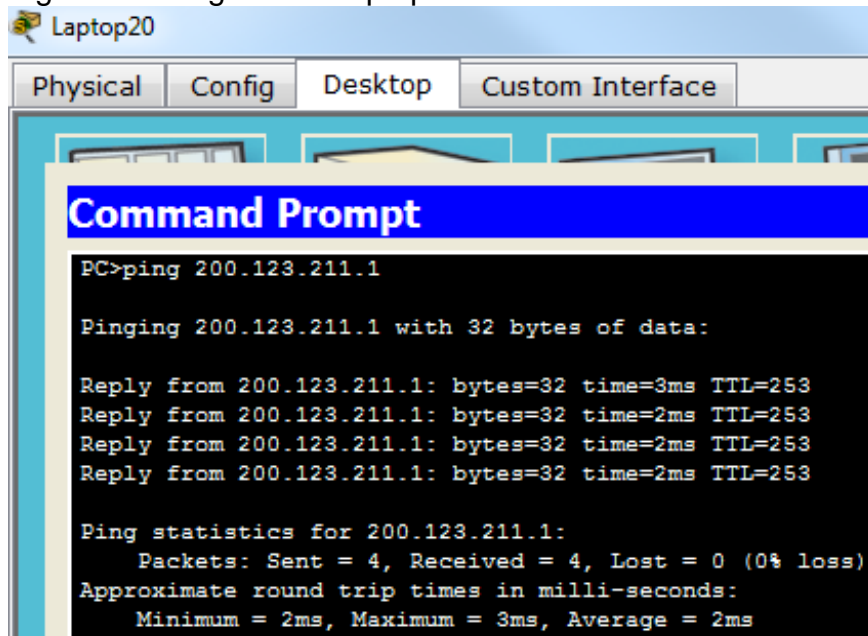 Laptop20
Physical Config Desktop Custom Interface
Command Prompt
PC>ping 200.123.211.1
Pinging 200.123.211.1 with 32 bytes of data:
Reply from 200.123.211.1: bytes=32 time=3ms TTL=253
Reply from 200.123.211.1: bytes=32 time=2ms TTL=253
Reply from 200.123.211.1: bytes=32 time=2ms TTL=253
Reply from 200.123.211.1: bytes=32 time=2ms TTL=253
Ping statistics for 200.123.211.1:
Packets: Sent = 4, Received = 4, Lost = 0 (0% loss)
Approximate round trip times in milli-seconds:
Minimum = 2ms, Maximum = 3ms, Average = 2ms